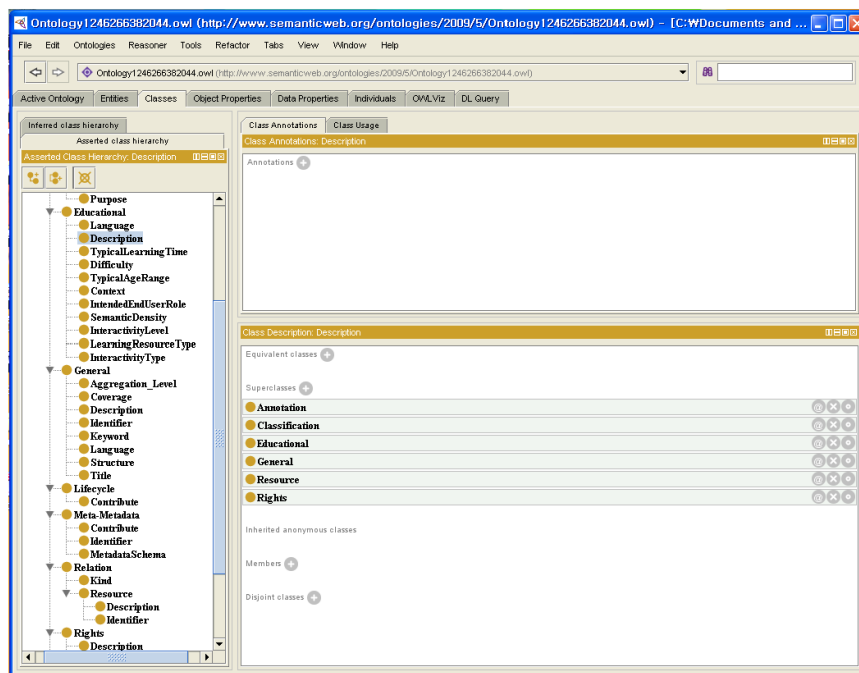 Ontology1246266382044.owl (http://www.semanticweb.org/ontologies/2009/5/Ontology1246266382044.owl) - [C:₩Documents and ...
File Edit Ontologies Reasoner Tools Refactor Tabs View Window Help
Ontology1246266382044.owl (http://www.semanticweb.org/ontologies/2009/5/Ontology1246266382044.owl)
Active Ontology Entities Classes Object Properties Data Properties Individuals OWLViz DL Query
Inferred class hierarchy
Asserted class hierarchy
Asserted Class Hierarchy: Description
Purpose
Educational
Language
Description
TypicalLearningTime
Difficulty
TypicalAgeRange
Context
IntendedEndUserRole
SemanticDensity
InteractivityLevel
LearningResourceType
InteractivityType
General
Aggregation_Level
Coverage
Description
Identifier
Keyword
Language
Structure
Title
Lifecycle
Contribute
Meta-Metadata
Contribute
Identifier
MetadataSchema
Relation
Kind
Resource
Description
Identifier
Rights
Description
Class Annotations Class Usage
Class Annotations: Description
Annotations
Class Description: Description
Equivalent classes
Superclasses
Annotation
Classification
Educational
General
Resource
Rights
Inherited anonymous classes
Members
Disjoint classes